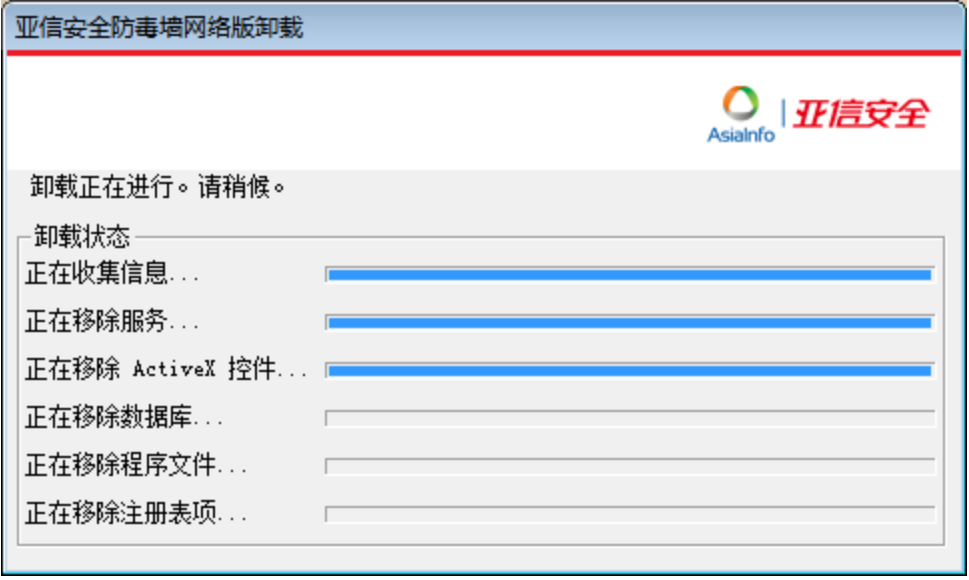 亚信安全防毒墙网络版卸载
AsiaInfo
亚信安全
卸载正在进行。请稍候。
卸载状态
正在收集信息...
正在移除服务...
正在移除 ActiveX 控件...
正在移除数据库...
正在移除程序文件...
正在移除注册表项...